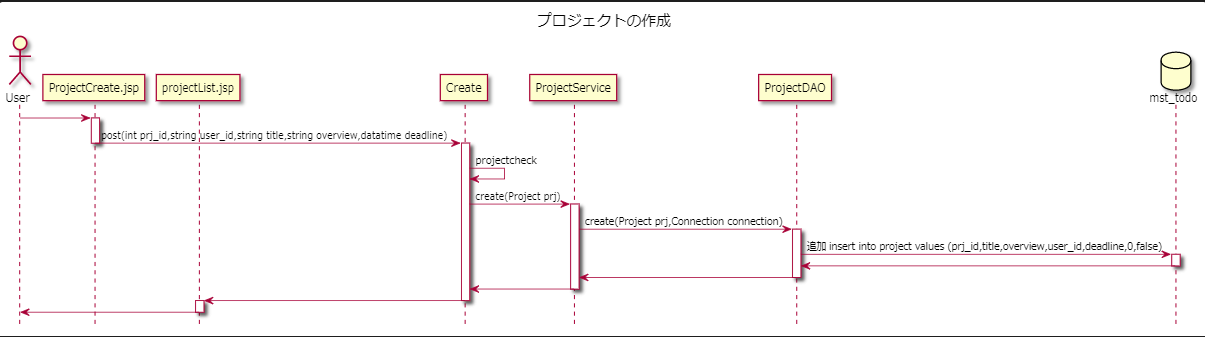 プロジェクトの作成
User
ProjectCreate.jsp
projectList.jsp
Create
ProjectService
ProjectDAO
mst_todo
post(int prj_id,string user_id,string title,string overview,datatime deadline)
projectcheck
create(Project prj)
create(Project prj,Connection connection)
追加 insert into project values (prj_id,title,overview,user_id,deadline,0,false)